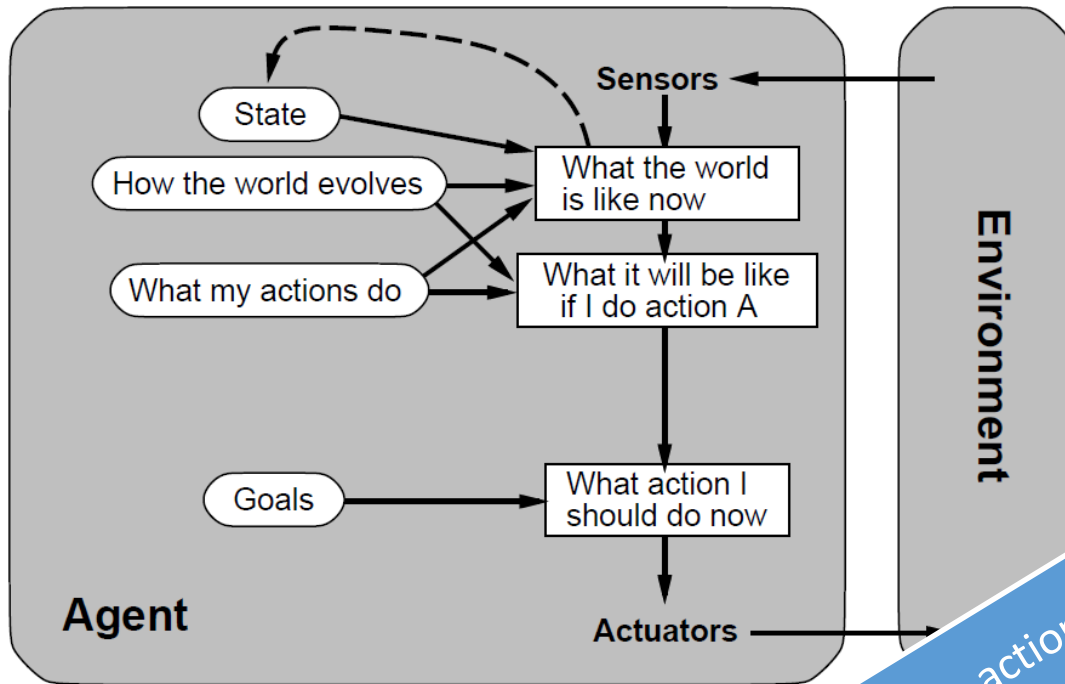 Sensors
State
What the world
is like now
How the world evolves
What it will be like
if I do action A
What my actions do
Environment
Goals
What action I
should do now
Agent
Actuators
action